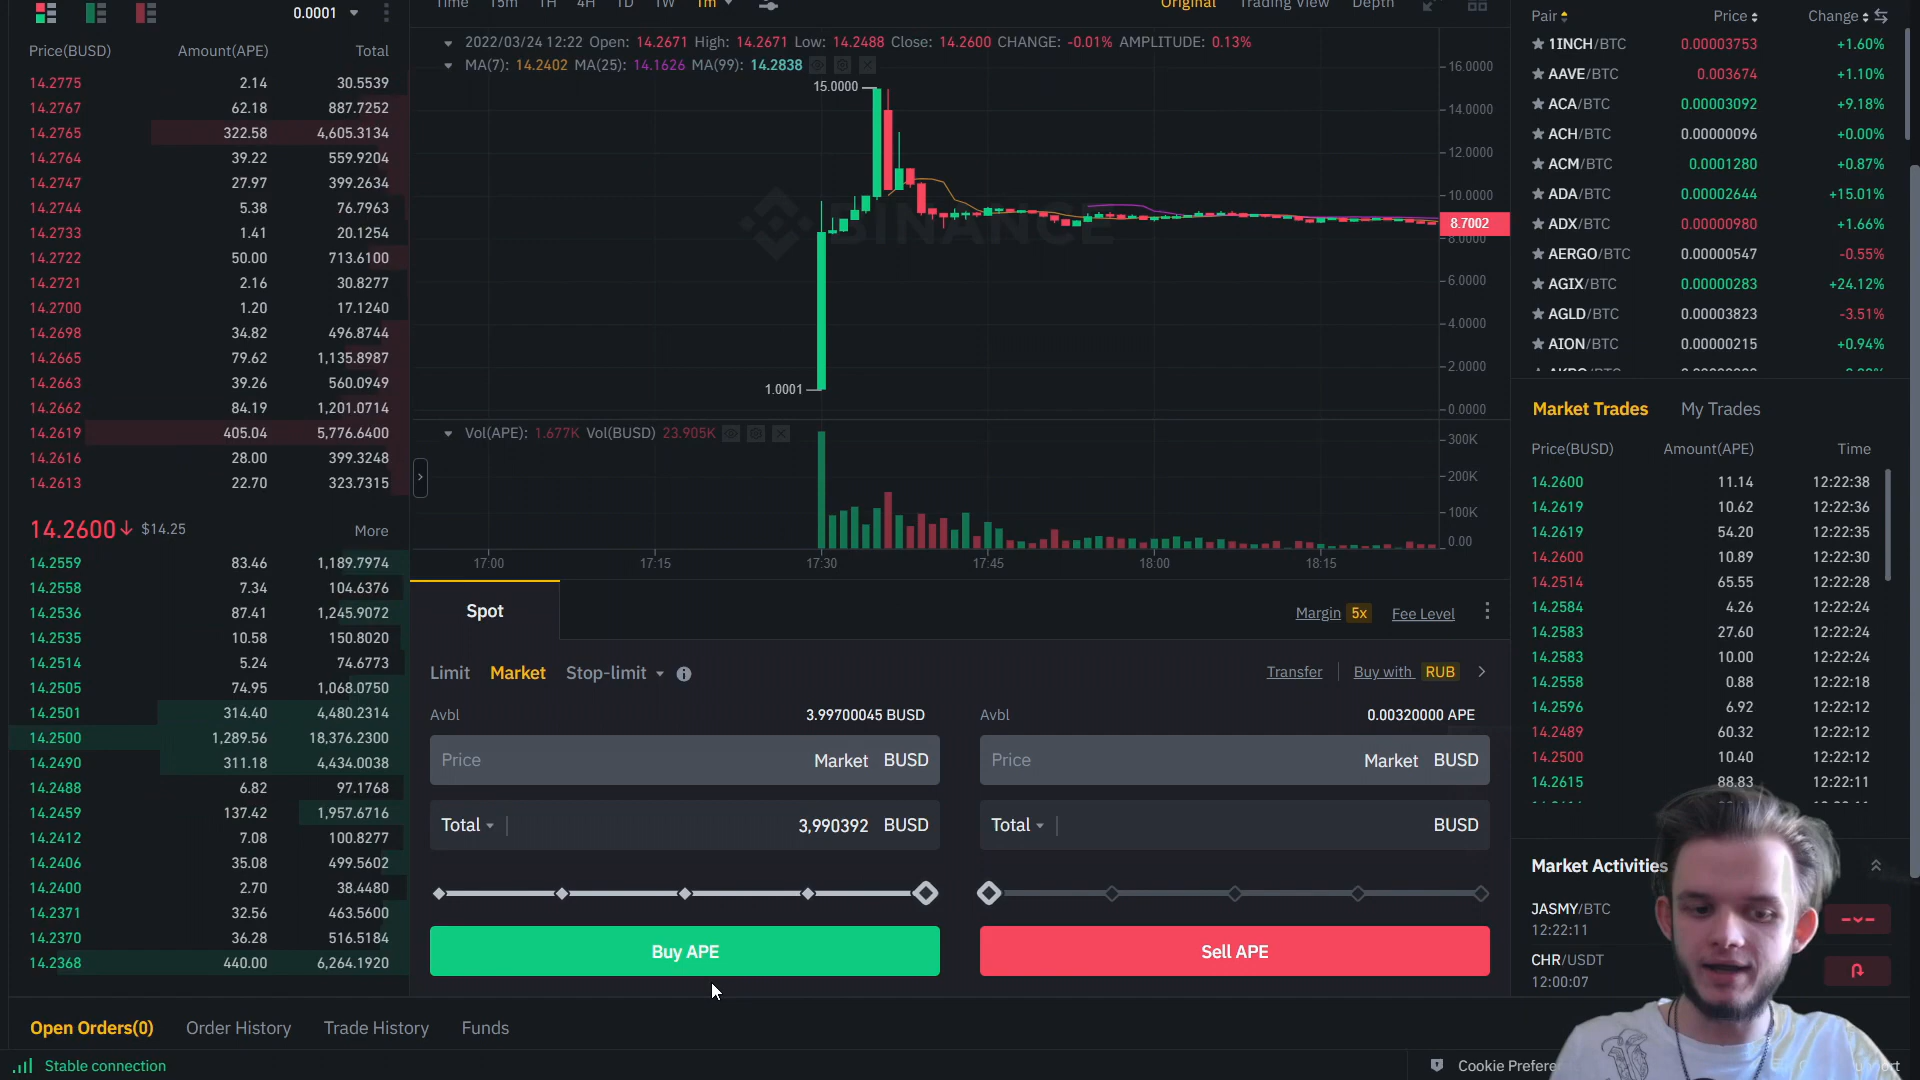 0.0001
Time 15m 1H 4H 1D 1W 1m Original Trading View Depth
Pair Price Change
Price(BUSD) Amount(APE) Total
14.2775 2.14 30.5539
14.2767 62.18 887.7252
14.2765 322.58 4,605.3134
14.2764 39.22 559.9204
14.2747 27.97 399.2634
14.2744 5.38 76.7963
14.2733 1.41 20.1254
14.2722 50.00 713.6100
14.2721 2.16 30.8277
14.2700 1.20 17.1240
14.2698 34.82 496.8744
14.2665 79.62 1,135.8987
14.2663 39.26 560.0949
14.2662 84.19 1,201.0714
14.2619 405.04 5,776.6400
14.2616 28.00 399.3248
14.2613 22.70 323.7315
14.2600 $14.25 More
14.2559 83.46 1,189.7974
14.2558 7.34 104.6376
14.2536 87.41 1,245.9072
14.2535 10.58 150.8020
14.2514 5.24 74.6773
14.2505 74.95 1,068.0750
14.2501 314.40 4,480.2314
14.2500 1,289.56 18,376.2300
14.2490 311.18 4,434.0038
14.2488 6.82 97.1768
14.2459 137.42 1,957.6716
14.2412 7.08 100.8277
14.2406 35.08 499.5602
14.2400 2.70 38.4480
14.2371 32.56 463.5600
14.2370 36.28 516.5184
14.2368 440.00 6,264.1920
2022/03/24 12:22 Open: 14.2671 High: 14.2671 Low: 14.2488 Close: 14.2600 CHANGE: -0.01% AMPLITUDE: 0.13%
MA(7): 14.2402 MA(25): 14.1626 MA(99): 14.2838
15.0000
1.0001
BINANCE
16.0000
14.0000
12.0000
10.0000
8.7002
8.0000
6.0000
4.0000
2.0000
0.0000
Vol(APE): 1.677K Vol(BUSD) 23.905K
300K
200K
100K
0.00
17:00 17:15 17:30 17:45 18:00 18:15
Spot
Margin 5x Fee Level
Limit Market Stop-limit
Transfer Buy with RUB
Avbl 3.99700045 BUSD
Price Market BUSD
Total 3,990392 BUSD
Buy APE
Avbl 0.00320000 APE
Price Market BUSD
Total BUSD
Sell APE
1INCH/BTC 0.00003753 +1.60%
AAVE/BTC 0.003674 +1.10%
ACA/BTC 0.00003092 +9.18%
ACH/BTC 0.00000096 +0.00%
ACM/BTC 0.0001280 +0.87%
ADA/BTC 0.00002644 +15.01%
ADX/BTC 0.00000980 +1.66%
AERGO/BTC 0.00000547 -0.55%
AGIX/BTC 0.00000283 +24.12%
AGLD/BTC 0.00003823 -3.51%
AION/BTC 0.00000215 +0.94%
Market Trades My Trades
Price(BUSD) Amount(APE) Time
14.2600 11.14 12:22:38
14.2619 10.62 12:22:36
14.2619 54.20 12:22:35
14.2600 10.89 12:22:30
14.2514 65.55 12:22:28
14.2584 4.26 12:22:24
14.2583 27.60 12:22:24
14.2583 10.00 12:22:24
14.2558 0.88 12:22:18
14.2596 6.92 12:22:12
14.2489 60.32 12:22:12
14.2500 10.40 12:22:12
14.2615 88.83 12:22:11
Market Activities
JASMY/BTC
12:22:11
CHR/USDT
12:00:07
Open Orders(0) Order History Trade History Funds
Stable connection
Cookie